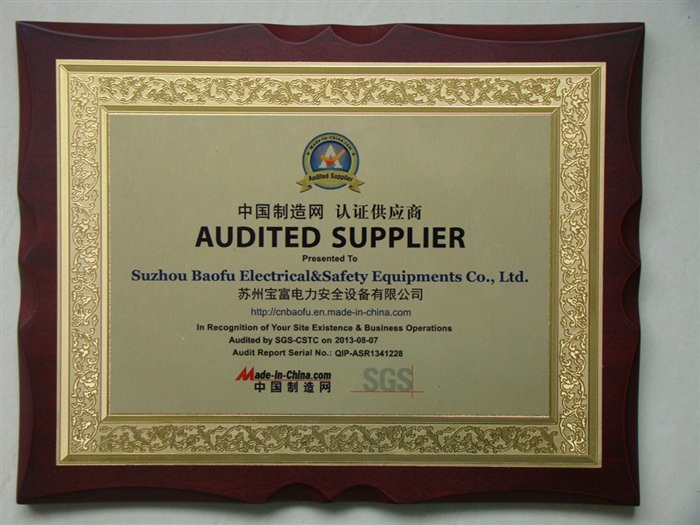 Made-in-China.com
Audited Supplier
中国制造网 认证供应商
AUDITED SUPPLIER
Presented To
Suzhou Baofu Electrical&Safety Equipments Co., Ltd.
苏州宝富电力安全设备有限公司
http://cnbaofu.en.made-in-china.com
In Recognition of Your Site Existence & Business Operations
Audited by SGS-CSTC on 2013-08-07
Audit Report Serial No.: QIP-ASR1341228
Made-in-China.com
中国制造网
SGS